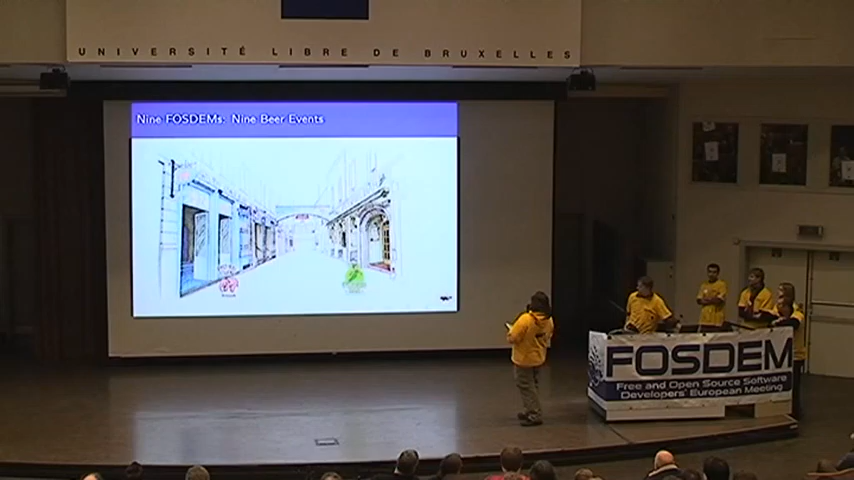 UNIVERSITÉ LIBRE DE BRUXELLES
Nine FOSDEMs: Nine Beer Events
FOSDEM
Free and Open Source Software
Developers' European Meeting